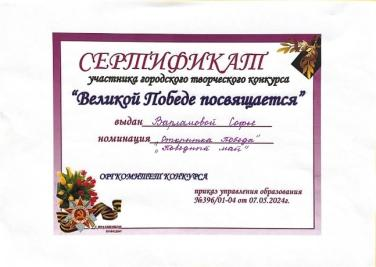 СЕРТИФИКАТ
участника городского творческого конкурса
“Великой Победе посвящается”
выдан Варламовой Софье
номинация „Открытка Победа"
„Победный май"
ОРГКОМИТЕТ КОНКУРСА
приказ управления образования
№396/01-04 от 07.05.2024г.